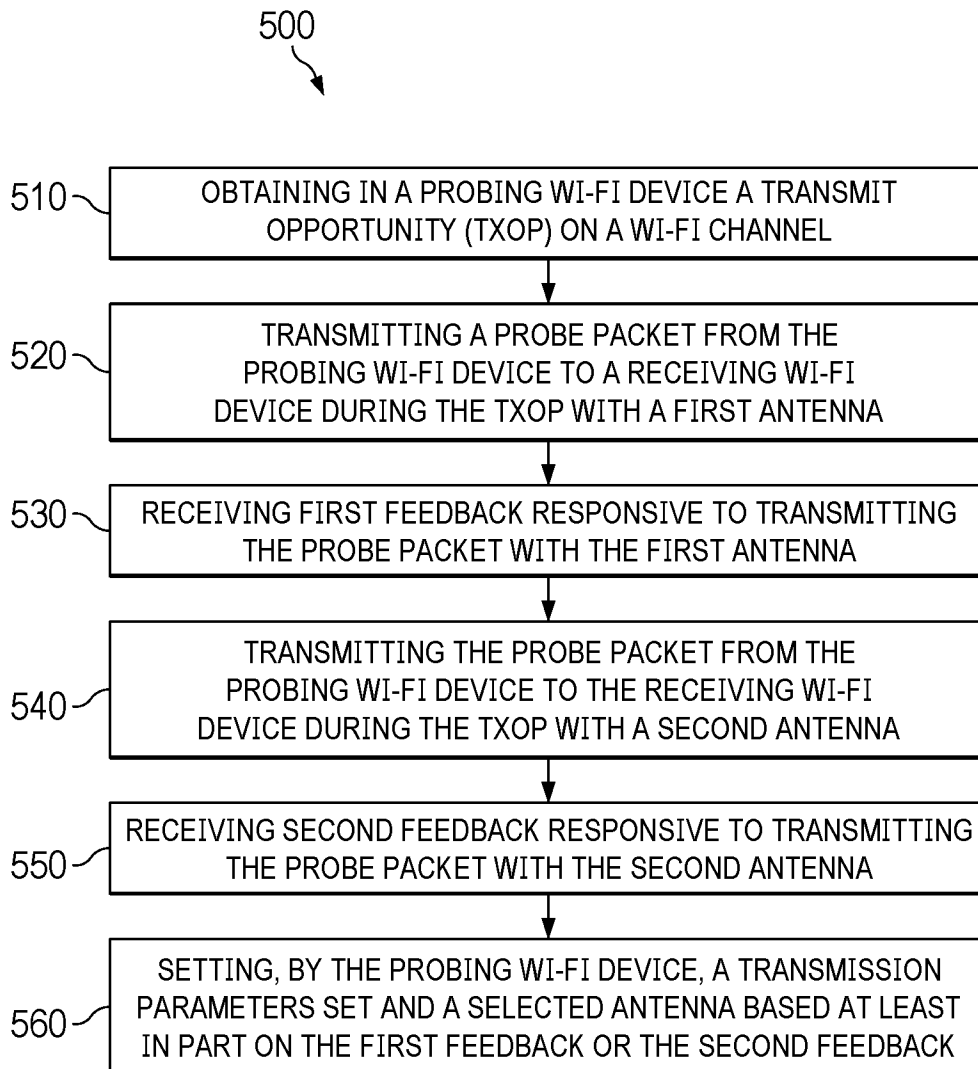 500
510
OBTAINING IN A PROBING WI-FI DEVICE A TRANSMIT
OPPORTUNITY (TXOP) ON A WI-FI CHANNEL
520
TRANSMITTING A PROBE PACKET FROM THE
PROBING WI-FI DEVICE TO A RECEIVING WI-FI
DEVICE DURING THE TXOP WITH A FIRST ANTENNA
530
RECEIVING FIRST FEEDBACK RESPONSIVE TO TRANSMITTING
THE PROBE PACKET WITH THE FIRST ANTENNA
540
TRANSMITTING THE PROBE PACKET FROM THE
PROBING WI-FI DEVICE TO THE RECEIVING WI-FI
DEVICE DURING THE TXOP WITH A SECOND ANTENNA
550
RECEIVING SECOND FEEDBACK RESPONSIVE TO TRANSMITTING
THE PROBE PACKET WITH THE SECOND ANTENNA
560
SETTING, BY THE PROBING WI-FI DEVICE, A TRANSMISSION
PARAMETERS SET AND A SELECTED ANTENNA BASED AT LEAST
IN PART ON THE FIRST FEEDBACK OR THE SECOND FEEDBACK